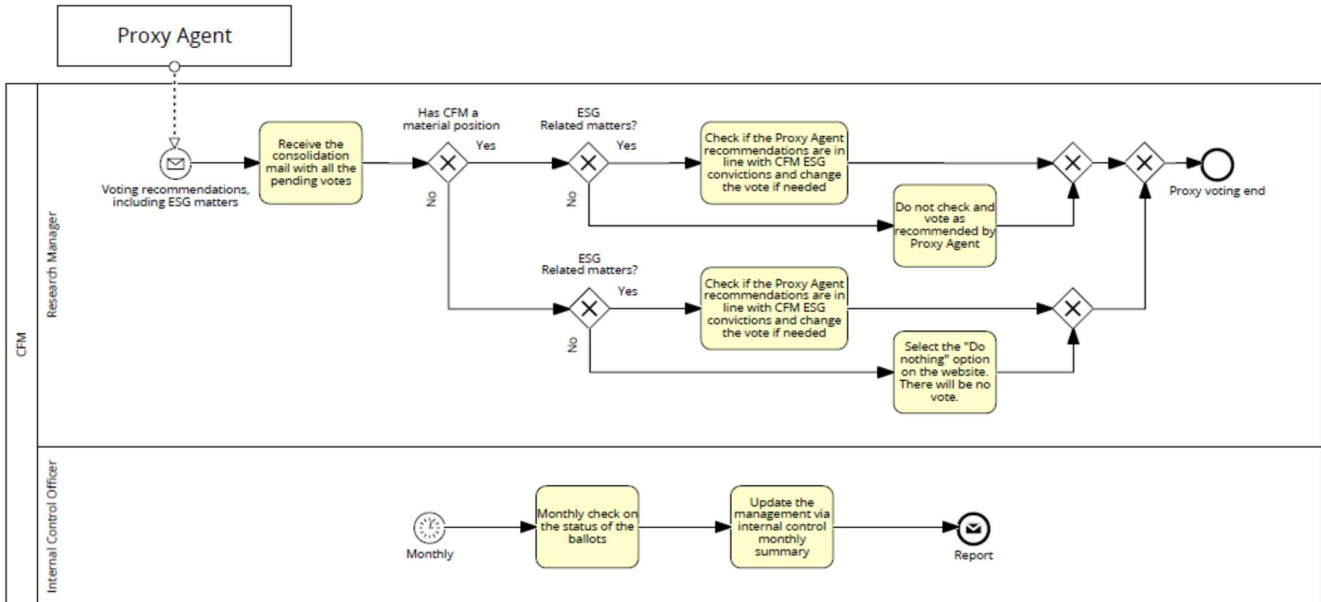 Proxy Agent
CFM
Research Manager
Voting recommendations,
including ESG matters
Receive the
consolidation
mail with all the
pending votes
Has CFM a
material position
Yes
No
ESG
Related matters?
Yes
No
Check if the Proxy Agent
recommendations are in
line with CFM ESG
convictions and change
the vote if needed
Do not check and
vote as
recommended by
Proxy Agent
Proxy voting end
ESG
Related matters?
Yes
No
Check if the Proxy Agent
recommendations are in
line with CFM ESG
convictions and change
the vote if needed
Select the "Do
nothing" option
on the website.
There will be no
vote.
Internal Control Officer
Monthly
Monthly check on
the status of the
ballots
Update the
management via
internal control
monthly
summary
Report